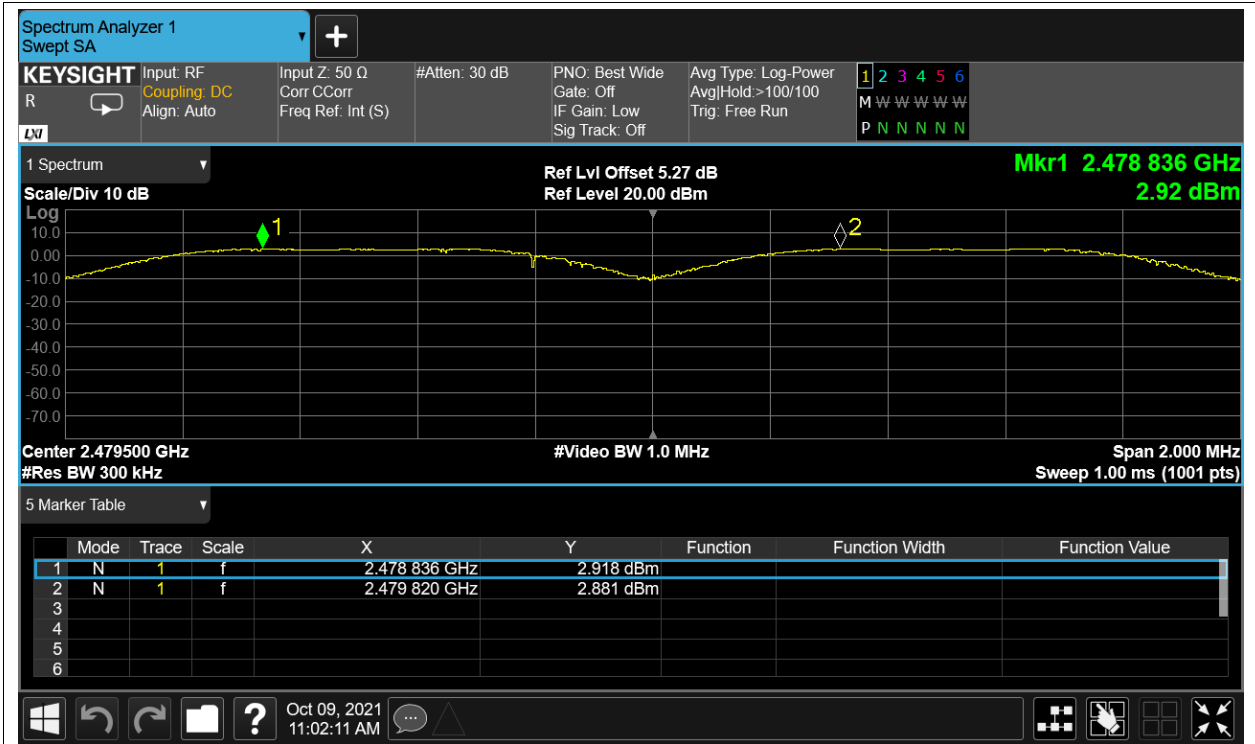 Spectrum Analyzer 1
Swept SA
+
KEYSIGHT Input: RF Input Z: 50 Ω #Atten: 30 dB PNO: Best Wide Avg Type: Log-Power 1 2 3 4 5 6
R Coupling: DC Corr CCorr Gate: Off Avg|Hold:>100/100 M W W W W W
Align: Auto Freq Ref: Int (S) IF Gain: Low Trig: Free Run
LXI Sig Track: Off P N N N N N
1 Spectrum Ref Lvl Offset 5.27 dB Mkr1 2.478 836 GHz
Scale/Div 10 dB Ref Level 20.00 dBm 2.92 dBm
Log
1 2
10.0
0.00
-10.0
-20.0
-30.0
-40.0
-50.0
-60.0
-70.0
Center 2.479500 GHz #Video BW 1.0 MHz Span 2.000 MHz
#Res BW 300 kHz Sweep 1.00 ms (1001 pts)
5 Marker Table
Mode Trace Scale X Y Function Function Width Function Value
1 N 1 f 2.478 836 GHz 2.918 dBm
2 N 1 f 2.479 820 GHz 2.881 dBm
3
4
5
6
? Oct 09, 2021
11:02:11 AM